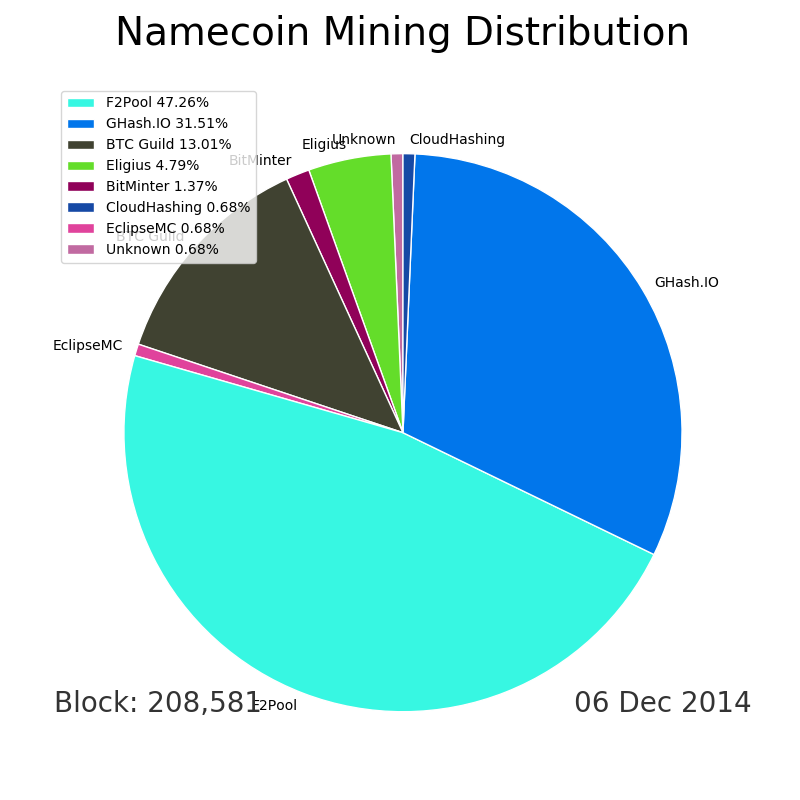 Namecoin Mining Distribution
F2Pool 47.26%
GHash.IO 31.51%
BTC Guild 13.01%
Eligius 4.79%
BitMinter 1.37%
CloudHashing 0.68%
EclipseMC 0.68%
Unknown 0.68%
Unknown
CloudHashing
Eligius
BitMinter
BTC Guild
GHash.IO
EclipseMC
Block: 208,581
F2Pool
06 Dec 2014